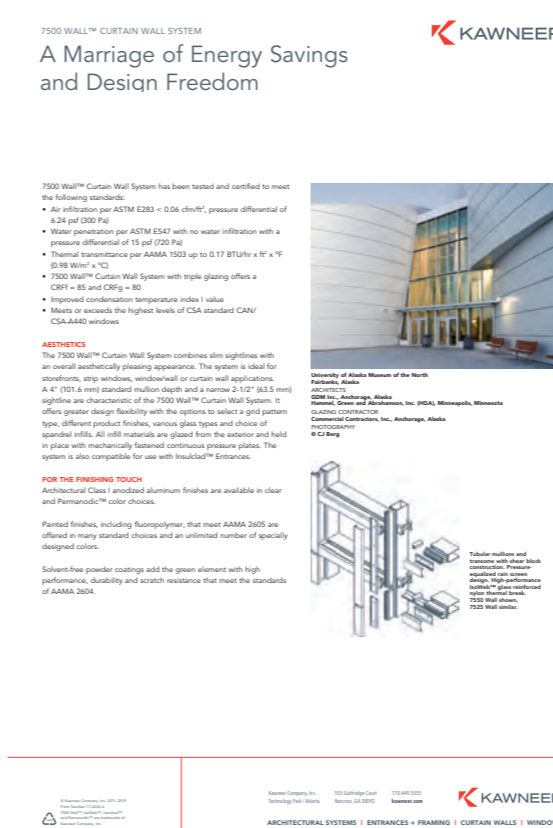 7500 WALL™ CURTAIN WALL SYSTEM
KAWNEER
A Marriage of Energy Savings
and Design Freedom
7500 Wall™ Curtain Wall System has been tested and certified to meet
the following standards:
• Air infiltration per ASTM E283 < 0.06 cfm/ft², pressure differential of
6.24 psf (300 Pa)
• Water penetration per ASTM E547 with no water infiltration with a
pressure differential of 15 psf (720 Pa)
• Thermal transmittance per AAMA 1503 up to 0.17 BTU/hr x ft² x °F
(0.98 W/m² x °C)
• 7500 Wall™ Curtain Wall System with triple glazing offers a
CRFf = 85 and CRFg = 80
• Improved condensation temperature index I value
• Meets or exceeds the highest levels of CSA standard CAN/
CSA-A440 windows
AESTHETICS
The 7500 Wall™ Curtain Wall System combines slim sightlines with
an overall aesthetically pleasing appearance. The system is ideal for
storefronts, strip windows, window/wall or curtain wall applications.
A 4" (101.6 mm) standard mullion depth and a narrow 2-1/2" (63.5 mm)
sightline are characteristic of the 7500 Wall™ Curtain Wall System. It
offers greater design flexibility with the options to select a grid pattern
type, different product finishes, various glass types and choice of
spandrel infills. All infill materials are glazed from the exterior and held
in place with mechanically fastened continuous pressure plates. The
system is also compatible for use with Insulclad™ Entrances.
FOR THE FINISHING TOUCH
Architectural Class I anodized aluminum finishes are available in clear
and Permanodic™ color choices.
Painted finishes, including fluoropolymer, that meet AAMA 2605 are
offered in many standard choices and an unlimited number of specially
designed colors.
Solvent-free powder coatings add the green element with high
performance, durability and scratch resistance that meet the standards
of AAMA 2604.
University of Alaska Museum of the North
Fairbanks, Alaska
ARCHITECTS
GDM Inc., Anchorage, Alaska
Hammel, Green and Abrahamson, Inc. (HGA), Minneapolis, Minnesota
GLAZING CONTRACTOR
Commercial Contractors, Inc., Anchorage, Alaska
PHOTOGRAPHY
© CJ Berg
Tubular mullions and
transoms with shear block
construction. Pressure-
equalized rain screen
design. High-performance
IsoWeb™ glass reinforced
nylon thermal break.
7550 Wall shown,
7525 Wall similar.
© Kawneer Company, Inc. 2011-2019
Kawneer Company, Inc.
Kawneer Company, Inc.
Technology Park / Atlanta
555 Guthridge Court
Norcross, GA 30092
770.449.5555
kawneer.com
KAWNEER
ARCHITECTURAL SYSTEMS | ENTRANCES + FRAMING | CURTAIN WALLS | WINDOW